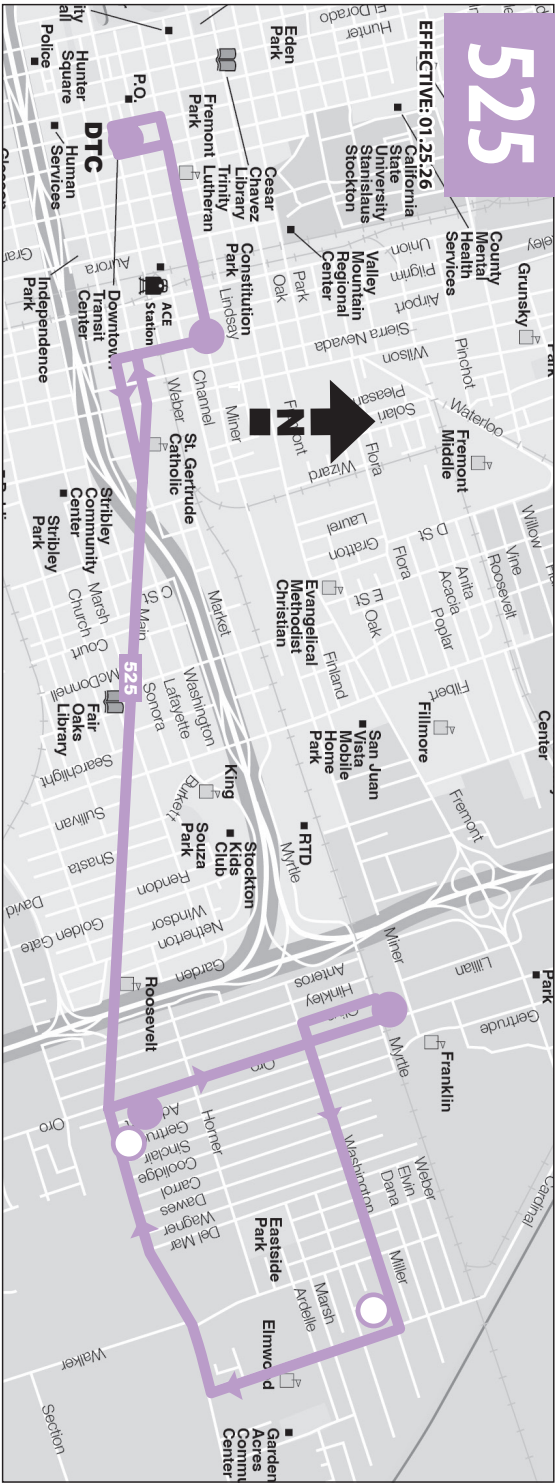 525
EFFECTIVE: 01.25.26
El Dorado
Hunter
Eden
Park
Police
Hunter
Square
P.O.
DTC
Human
Services
Fremont
Park
Trinity
Lutheran
Cesar
Chavez
Library
California
State
University
Stanislaus
Stockton
County
Mental
Health
Services
Valley
Mountain
Regional
Center
Constitution
Park
Lindsay
Park
Oak
Union
Pilgrim
Airport
Sierra Nevada
Wilson
Pinchot
Grunsky
Park
Aurora
ACE
Station
Downtown
Transit
Center
Independence
Park
Weber
Channel
Miner
N
Solari
Flora
Waterloo
Wizard
Fremont
Middle
St. Gertrude
Catholic
Stribley
Community
Center
Stribley
Park
Laurel
Gratton
D St
Flora
Willow
Vine
Roosevelt
Anita
Acacia
Poplar
E St
Oak
Evangelical
Methodist
Christian
Finland
Filbert
Fillmore
Center
C St
Main
Market
Marsh
Church
Court
McDonnell
525
Sonora
Lafayette
Washington
Fair
Oaks
Library
San Juan
Vista
Mobile
Home
Park
King
Burkett
Souza
Park
Stockton
Kids
Club
RTD
Myrtle
Fremont
Searchlight
Sullivan
Shasta
David
Golden Gate
Rendon
Windsor
Netherton
Garden
Roosevelt
Miner
Anteros
Hinkley
Lillian
Park
Gertrude
Myrtle
Franklin
Oro
Oro
Horner
Sinclair
Coolidge
Carrol
Dawes
Wagner
Del Mar
Washington
Dana
Elvin
Weber
Cardinal
Eastside
Park
Miller
Marsh
Ardelle
Elmwood
Walker
Section
Garden
Acres
Center